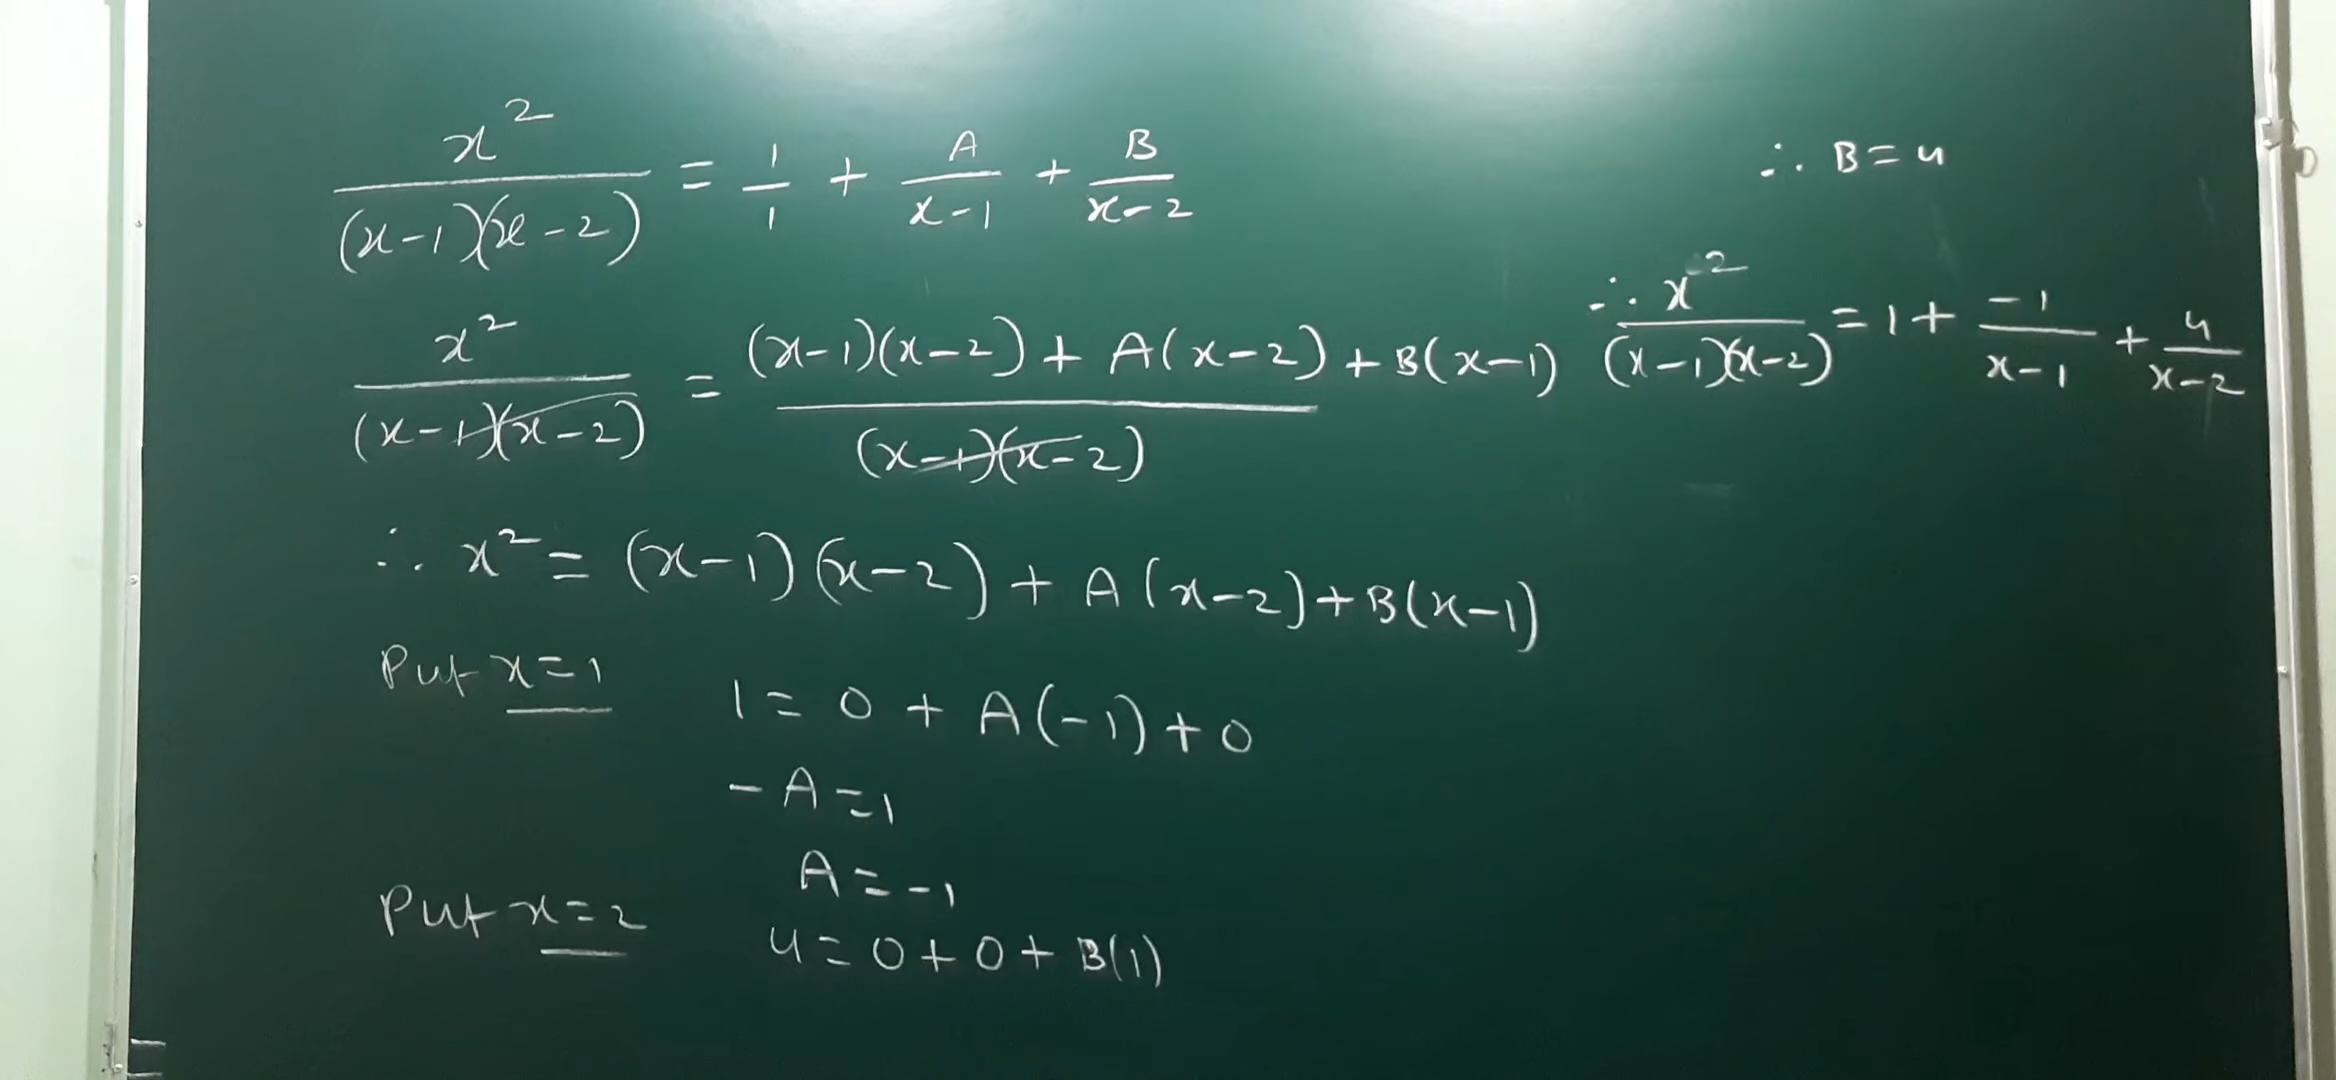 x²/((x-1)(x-2)) = 1/1 + A/(x-1) + B/(x-2)
x²/((x-1)(x-2)) = ((x-1)(x-2) + A(x-2) + B(x-1))/((x-1)(x-2))
∴ x² = (x-1)(x-2) + A(x-2) + B(x-1)
Put x=1
1 = 0 + A(-1) + 0
-A = 1
A = -1
Put x=2
4 = 0 + 0 + B(1)
∴ B = 4
∴ x²/((x-1)(x-2)) = 1 + -1/(x-1) + 4/(x-2)